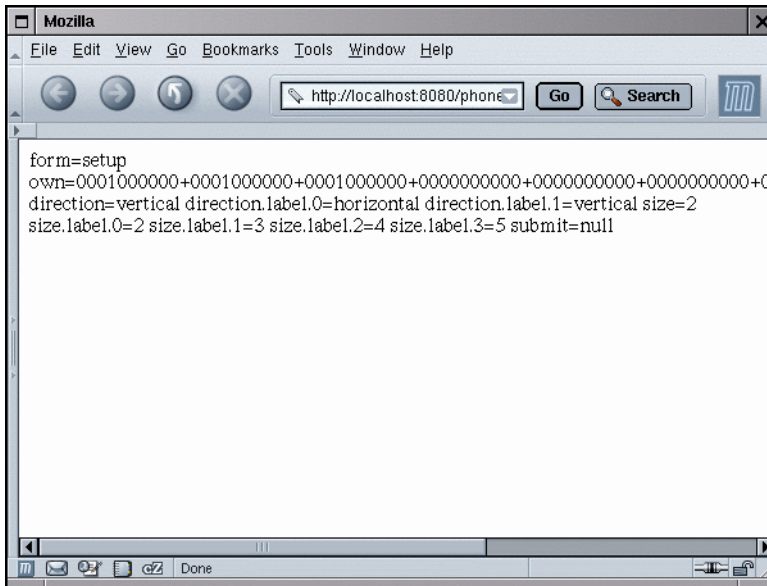 Mozilla
File Edit View Go Bookmarks Tools Window Help
http://localhost:8080/phone Go Search
form=setup
own=0001000000+0001000000+0001000000+0000000000+0000000000+0000000000+0
direction=vertical direction.label.0=horizontal direction.label.1=vertical size=2
size.label.0=2 size.label.1=3 size.label.2=4 size.label.3=5 submit=null
Done